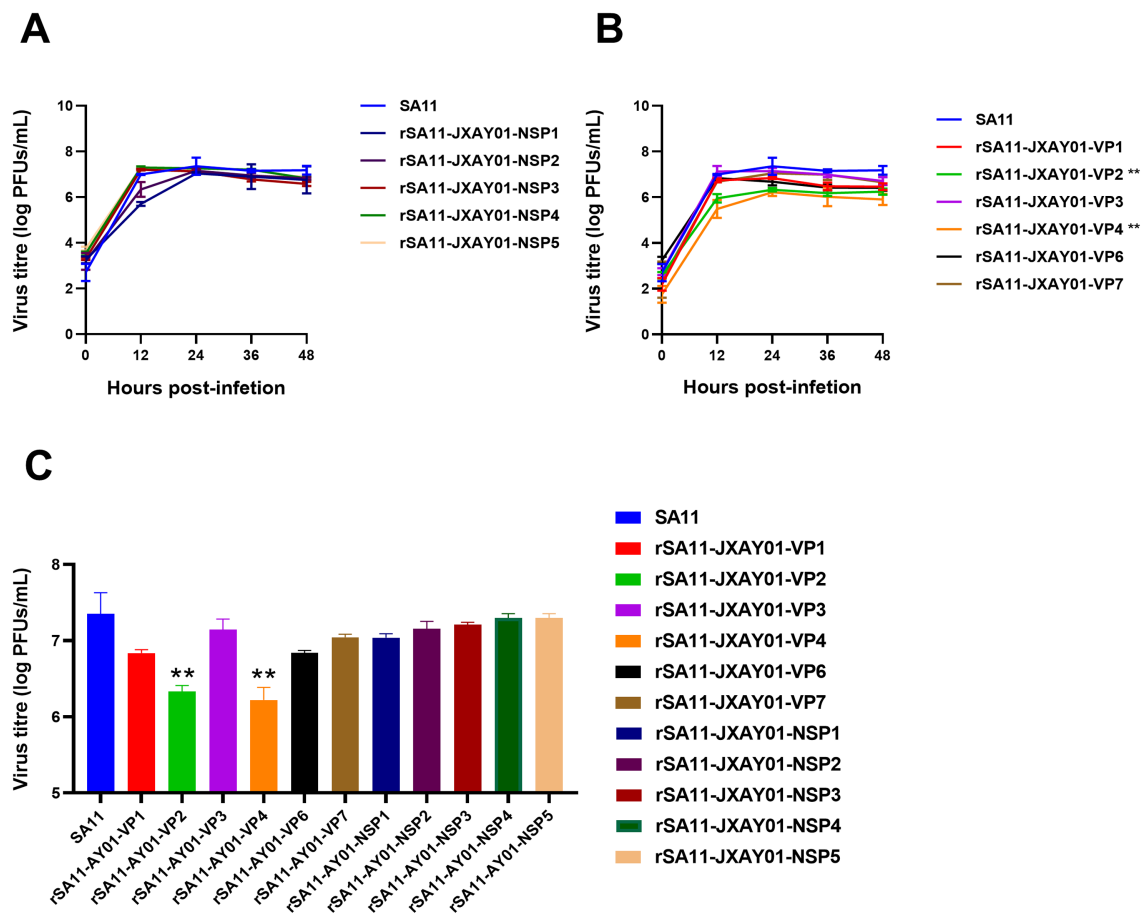 A
Virus titre (log PFUs/mL)
10
8
6
4
2
0
0 12 24 36 48
Hours post-infetion
SA11
rSA11-JXAY01-NSP1
rSA11-JXAY01-NSP2
rSA11-JXAY01-NSP3
rSA11-JXAY01-NSP4
rSA11-JXAY01-NSP5
B
Virus titre (log PFUs/mL)
10
8
6
4
2
0
0 12 24 36 48
Hours post-infetion
SA11
rSA11-JXAY01-VP1
rSA11-JXAY01-VP2 **
rSA11-JXAY01-VP3
rSA11-JXAY01-VP4 **
rSA11-JXAY01-VP6
rSA11-JXAY01-VP7
C
Virus titre (log PFUs/mL)
8
7
6
5
** **
SA11
rSA11-AY01-VP1
rSA11-AY01-VP2
rSA11-AY01-VP3
rSA11-AY01-VP4
rSA11-AY01-VP6
rSA11-AY01-VP7
rSA11-AY01-NSP1
rSA11-AY01-NSP2
rSA11-AY01-NSP3
rSA11-AY01-NSP4
rSA11-AY01-NSP5
SA11
rSA11-JXAY01-VP1
rSA11-JXAY01-VP2
rSA11-JXAY01-VP3
rSA11-JXAY01-VP4
rSA11-JXAY01-VP6
rSA11-JXAY01-VP7
rSA11-JXAY01-NSP1
rSA11-JXAY01-NSP2
rSA11-JXAY01-NSP3
rSA11-JXAY01-NSP4
rSA11-JXAY01-NSP5